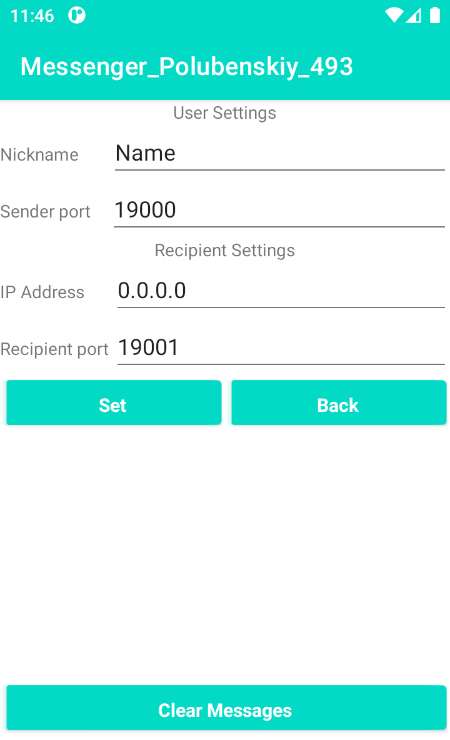 11:46
Messenger_Polubenskiy_493
User Settings
Nickname Name
Sender port 19000
Recipient Settings
IP Address 0.0.0.0
Recipient port 19001
Set Back
Clear Messages